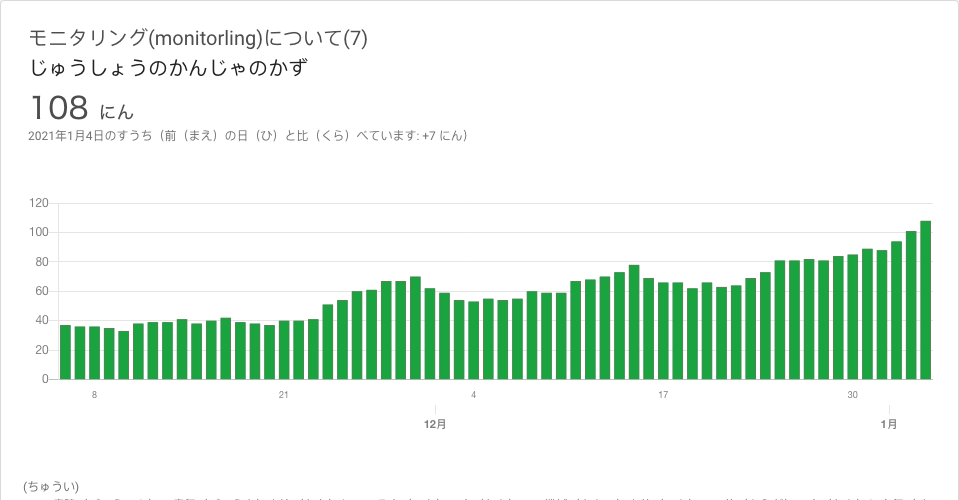 モニタリング(monitorling)について(7)
じゅうしょうのかんじゃのかず
108 にん
2021年1月4日のすうち（前（まえ）の日（ひ）と比（くら）べています: +7 にん）
120
100
80
60
40
20
0
8 21 4 17 30
12月 1月
(ちゅうい)